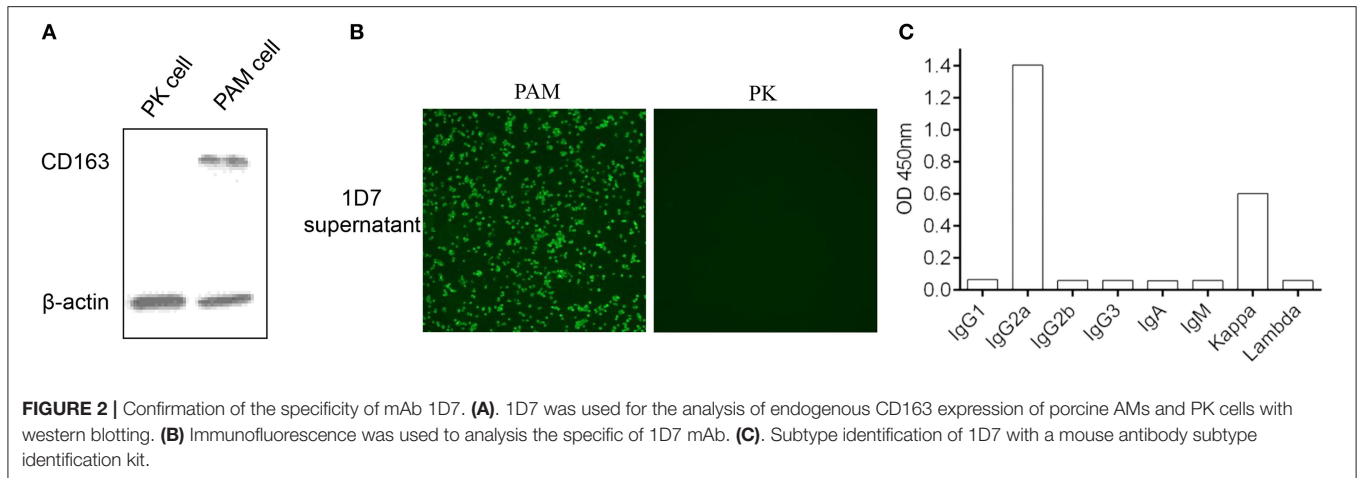 A
PK cell
PAM cell
CD163
β-actin
B
PAM
PK
1D7
supernatant
C
OD 450nm
1.4
1.2
1.0
0.8
0.6
0.4
0.2
0.0
IgG1
IgG2a
IgG2b
IgG3
IgA
IgM
Kappa
Lambda
FIGURE 2 | Confirmation of the specificity of mAb 1D7. (A). 1D7 was used for the analysis of endogenous CD163 expression of porcine AMs and PK cells with
western blotting. (B) Immunofluorescence was used to analysis the specific of 1D7 mAb. (C). Subtype identification of 1D7 with a mouse antibody subtype
identification kit.